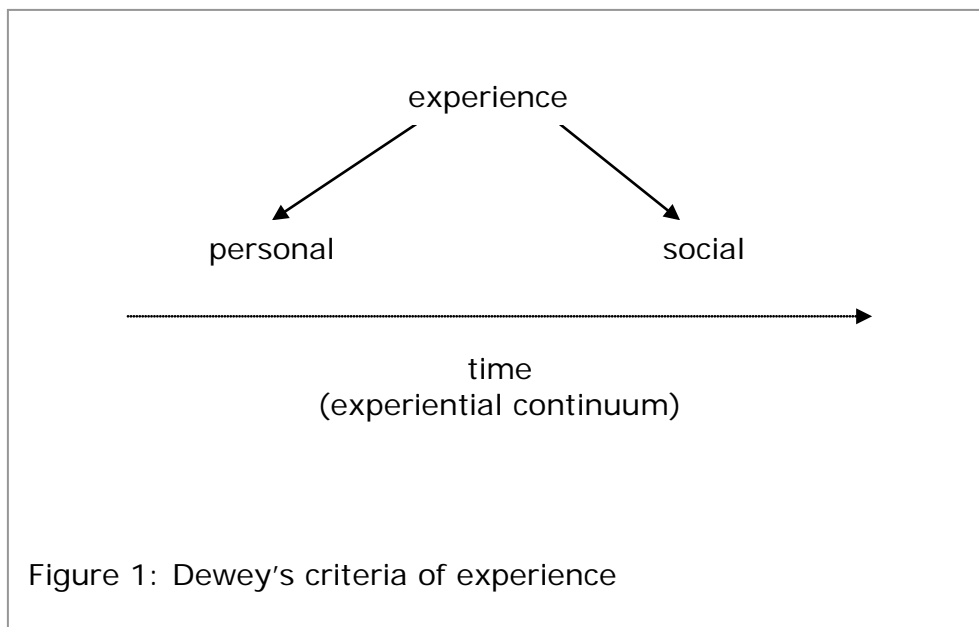 experience
personal social
time
(experiential continuum)
Figure 1: Dewey's criteria of experience